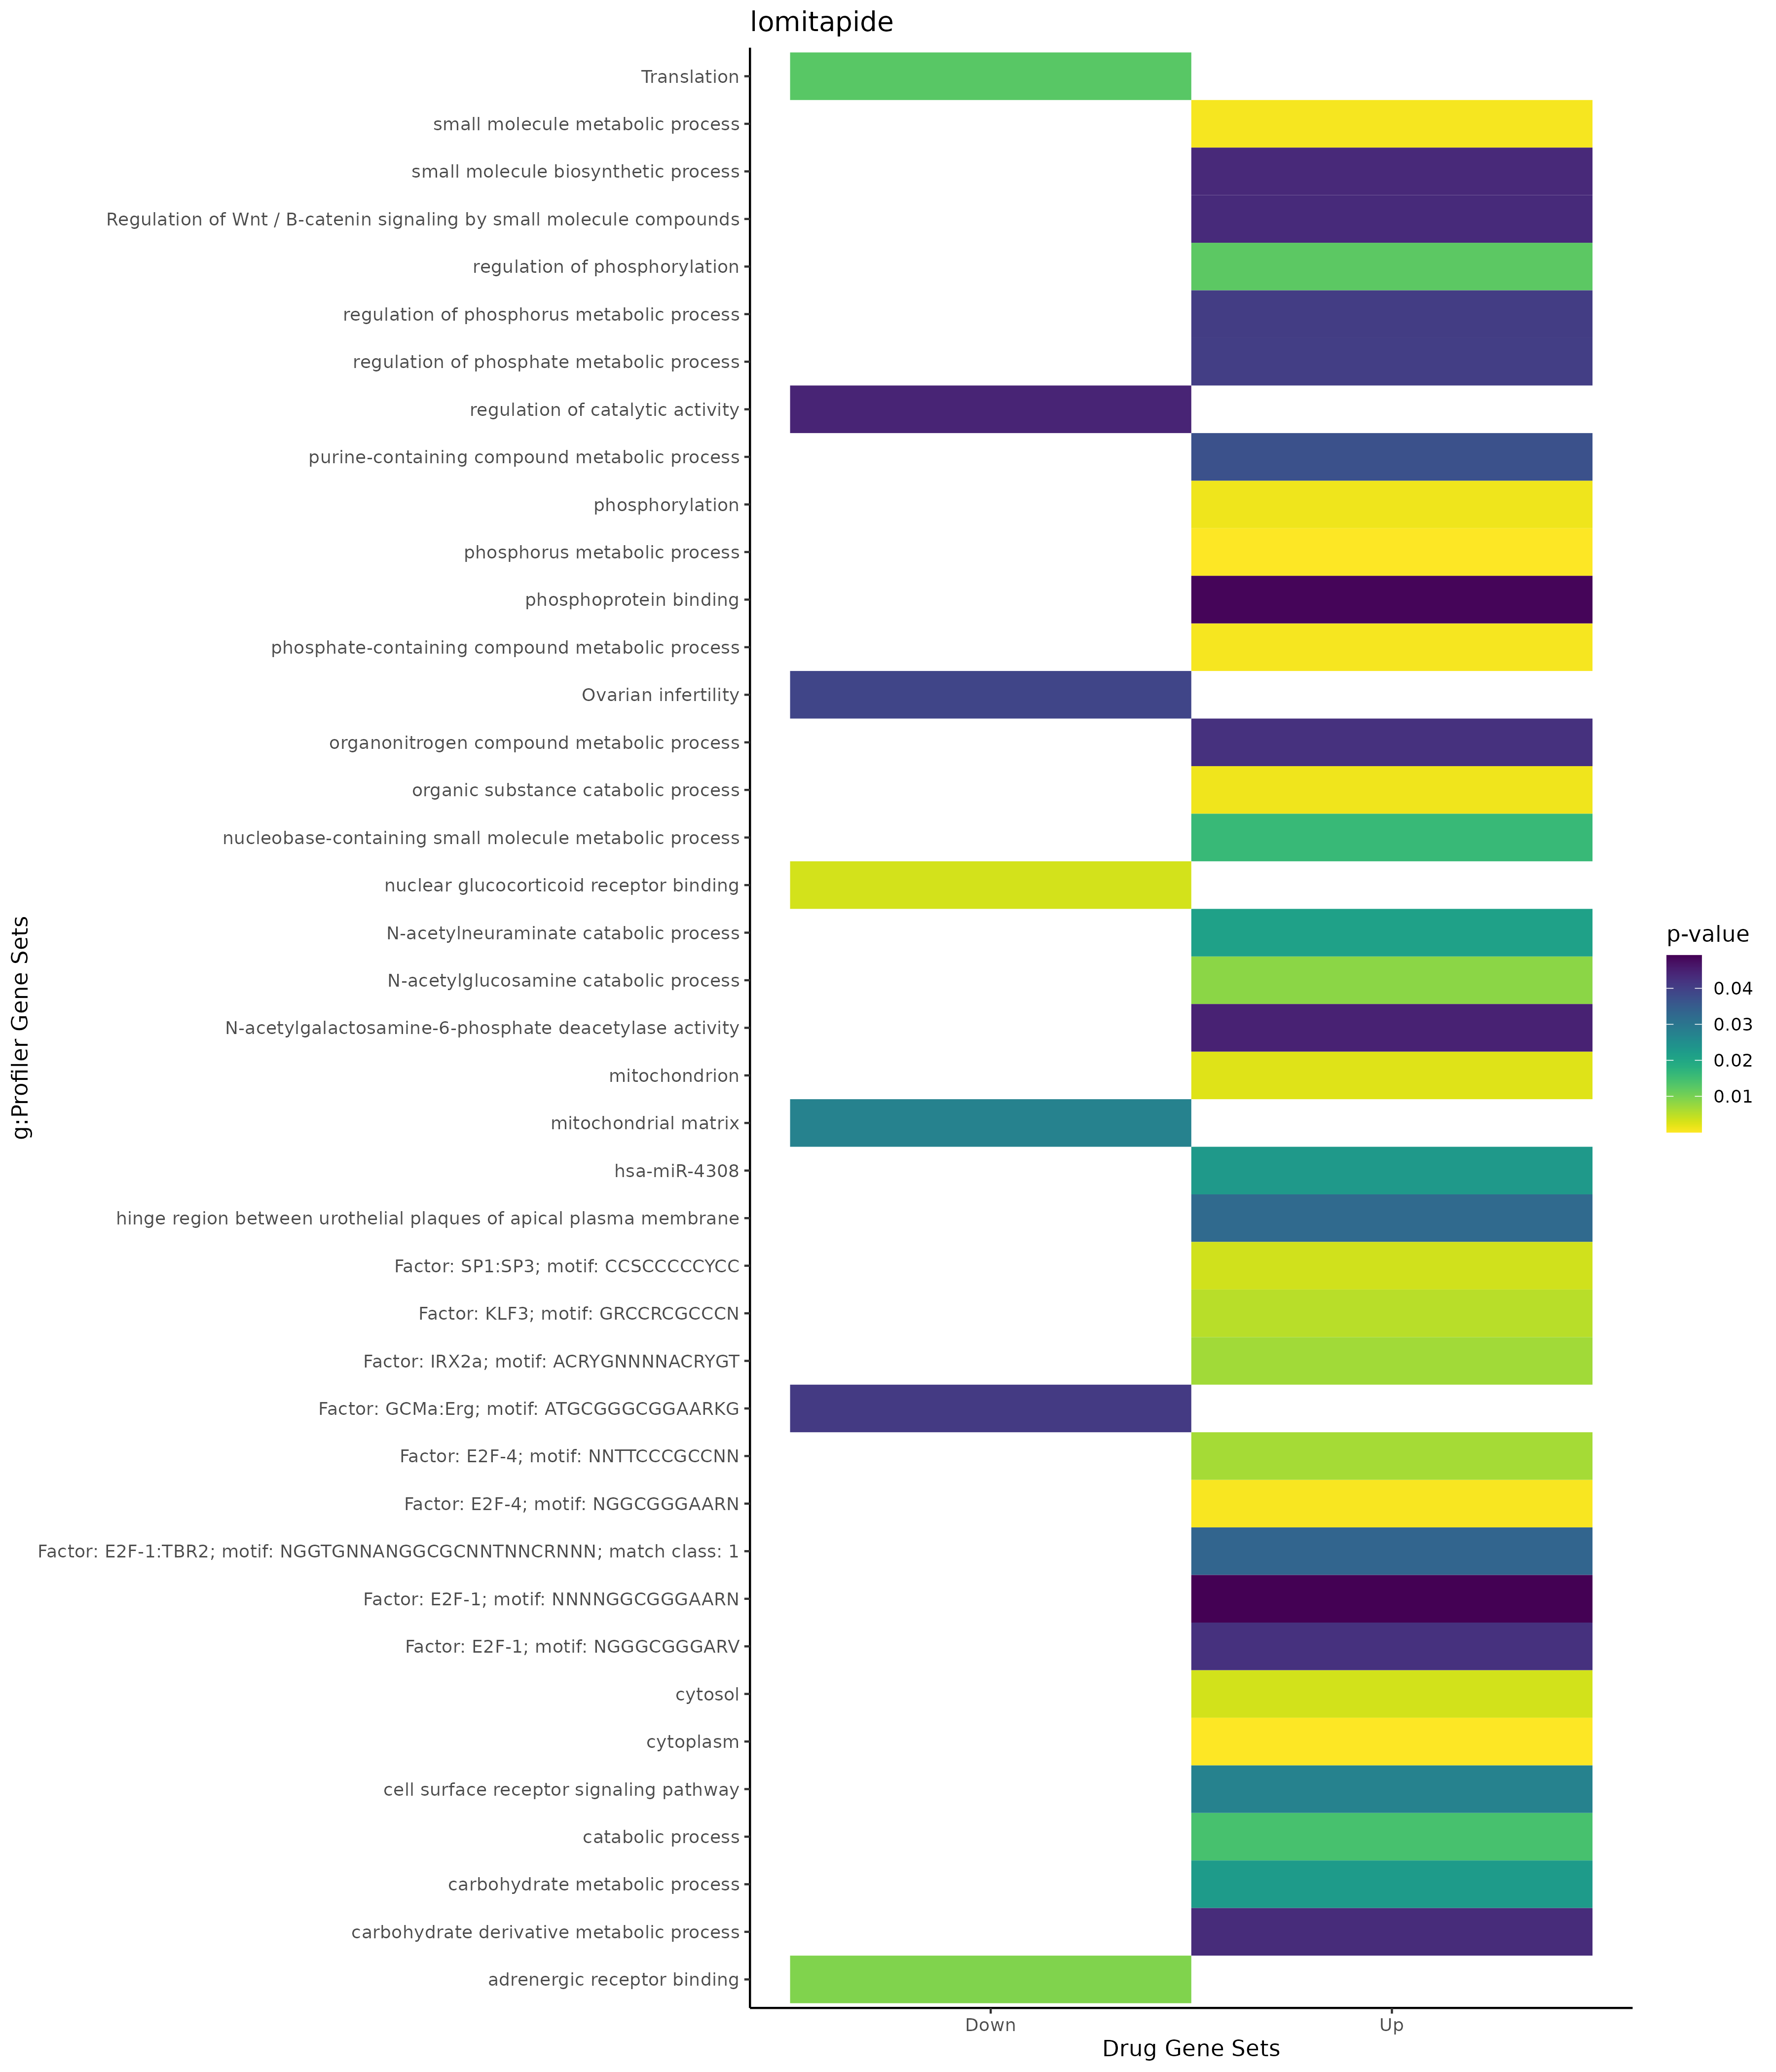 lomitapide
Translation
small molecule metabolic process
small molecule biosynthetic process
Regulation of Wnt / B-catenin signaling by small molecule compounds
regulation of phosphorylation
regulation of phosphorus metabolic process
regulation of phosphate metabolic process
regulation of catalytic activity
purine-containing compound metabolic process
phosphorylation
phosphorus metabolic process
phosphoprotein binding
phosphate-containing compound metabolic process
Ovarian infertility
organonitrogen compound metabolic process
organic substance catabolic process
nucleobase-containing small molecule metabolic process
nuclear glucocorticoid receptor binding
N-acetylneuraminate catabolic process
N-acetylglucosamine catabolic process
N-acetylgalactosamine-6-phosphate deacetylase activity
mitochondrion
mitochondrial matrix
hsa-miR-4308
hinge region between urothelial plaques of apical plasma membrane
Factor: SP1:SP3; motif: CCSCCCCCYCC
Factor: KLF3; motif: GRCCRCGCCCN
Factor: IRX2a; motif: ACRYGNNNNACRYGT
Factor: GCMa:Erg; motif: ATGCGGGCGGAARKG
Factor: E2F-4; motif: NNTTCCCGCCNN
Factor: E2F-4; motif: NGGCGGGAARN
Factor: E2F-1:TBR2; motif: NGGTGNNANGGCGCNNTNNCRNNN; match class: 1
Factor: E2F-1; motif: NNNNGGCGGGAARN
Factor: E2F-1; motif: NGGGCGGGARV
cytosol
cytoplasm
cell surface receptor signaling pathway
catabolic process
carbohydrate metabolic process
carbohydrate derivative metabolic process
adrenergic receptor binding
g:Profiler Gene Sets
Down
Up
Drug Gene Sets
p-value
0.04
0.03
0.02
0.01